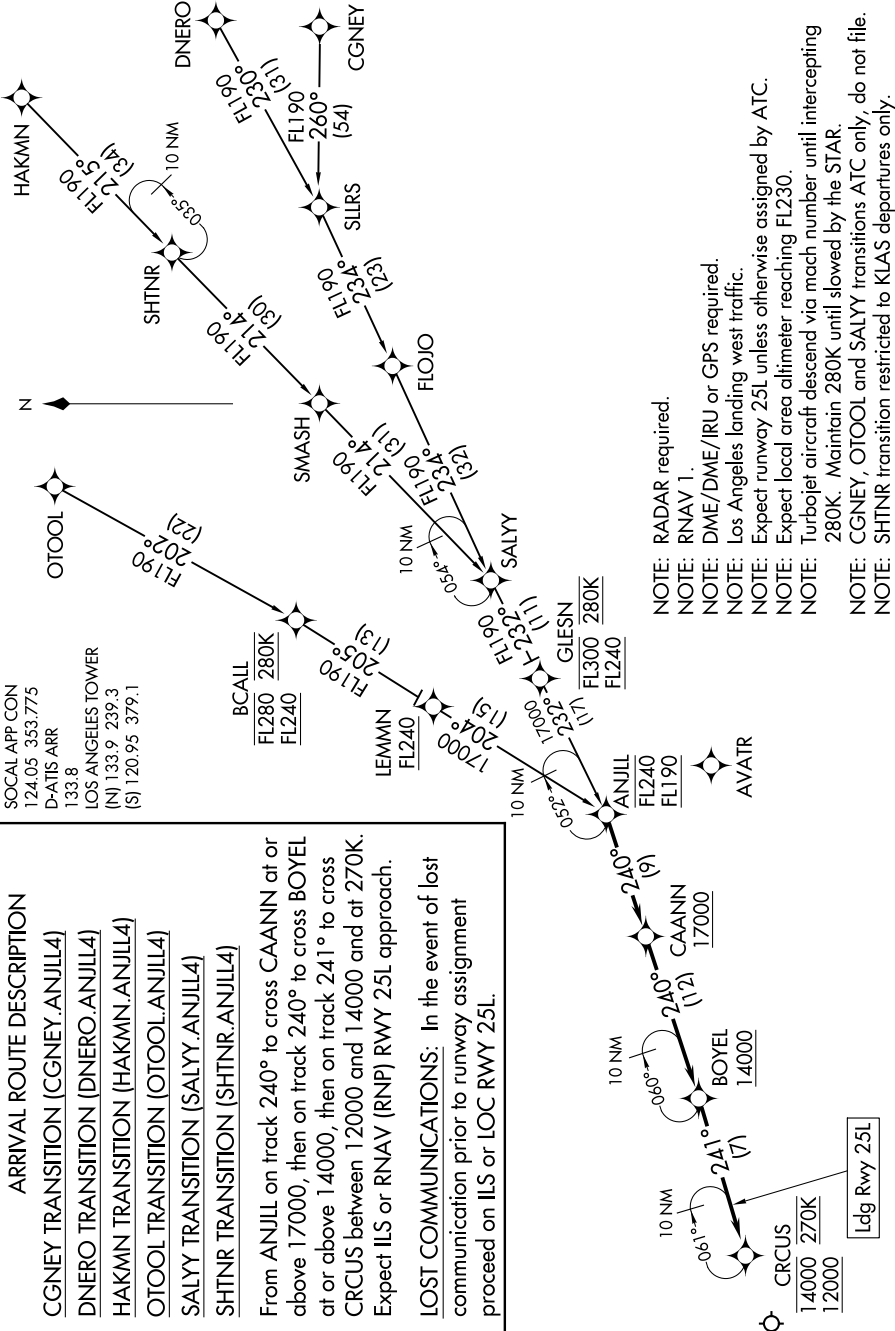 ARRIVAL ROUTE DESCRIPTION
CGNEY TRANSITION (CGNEY.ANJLL4)
DNERO TRANSITION (DNERO.ANJLL4)
HAKMN TRANSITION (HAKMN.ANJLL4)
OTOOL TRANSITION (OTOOL.ANJLL4)
SALYY TRANSITION (SALYY.ANJLL4)
SHTNR TRANSITION (SHTNR.ANJLL4)
From ANJLL on track 240° to cross CAANN at or
above 17000, then on track 240° to cross BOYEL
at or above 14000, then on track 241° to cross
CRCUS between 12000 and 14000 and at 270K.
Expect ILS or RNAV (RNP) RWY 25L approach.
LOST COMMUNICATIONS: In the event of lost
communication prior to runway assignment
proceed on ILS or LOC RWY 25L.
SOCAL APP CON
124.05 353.775
D-ATIS ARR
133.8
LOS ANGELES TOWER
(N) 133.9 239.3
(S) 120.95 379.1
N
HAKMN
FL190
215°
(34)
10 NM
035°
SHTNR
FL190
214°
(30)
SMASH
FL190
214°
(31)
DNERO
FL190
230°
(31)
CGNEY
FL190
260°
(54)
SLLRS
FL190
234°
(23)
FLOJO
FL190
234°
(32)
OTOOL
FL190
202°
(22)
BCALL
FL280 280K
FL240
FL190
205°
(13)
LEMMN
FL240
17000
204°
(15)
10 NM
054°
SALYY
FL190
232°
(11)
GLESN
FL300 280K
FL240
17000
232°
(17)
10 NM
052°
ANJLL
FL240
FL190
AVATR
240°
(9)
CAANN
17000
240°
(12)
10 NM
060°
BOYEL
14000
241°
(7)
10 NM
061°
CRCUS
14000 270K
12000
Ldg Rwy 25L
NOTE: RADAR required.
NOTE: RNAV 1.
NOTE: DME/DME/IRU or GPS required.
NOTE: Los Angeles landing west traffic.
NOTE: Expect runway 25L unless otherwise assigned by ATC.
NOTE: Expect local area altimeter reaching FL230.
NOTE: Turbojet aircraft descend via mach number until intercepting
280K. Maintain 280K until slowed by the STAR.
NOTE: CGNEY, OTOOL and SALYY transitions ATC only, do not file.
NOTE: SHTNR transition restricted to KLAS departures only.